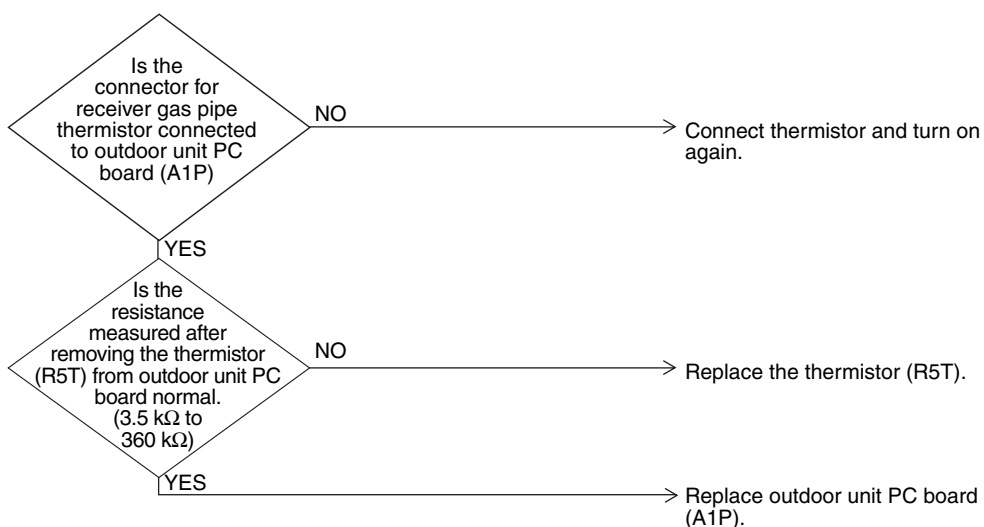 Is the
connector for
receiver gas pipe
thermistor connected
to outdoor unit PC
board (A1P)
NO
Connect thermistor and turn on
again.
YES
Is the
resistance
measured after
removing the thermistor
(R5T) from outdoor unit PC
board normal.
(3.5 kΩ to
360 kΩ)
NO
Replace the thermistor (R5T).
YES
Replace outdoor unit PC board
(A1P).